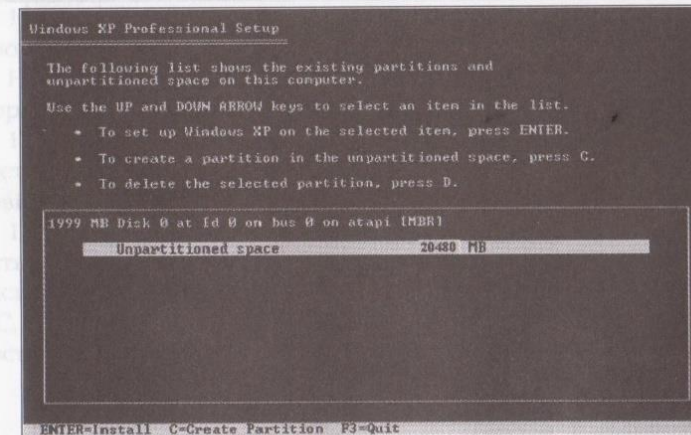 Windows XP Professional Setup
The following list shows the existing partitions and
unpartitioned space on this computer.
Use the UP and DOWN ARROW keys to select an item in the list.
• To set up Windows XP on the selected item, press ENTER.
• To create a partition in the unpartitioned space, press C.
• To delete the selected partition, press D.
1999 MB Disk 0 at Id 0 on bus 0 on atapi [MBR]
Unpartitioned space 20480 MB
ENTER=Install C=Create Partition F3=Quit